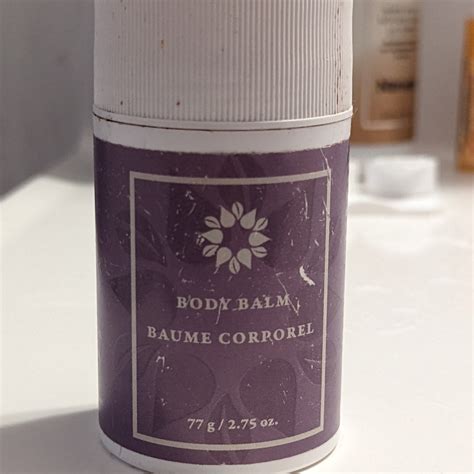 BODY BALM
BAUME CORPOREL
77 g / 2.75 oz.